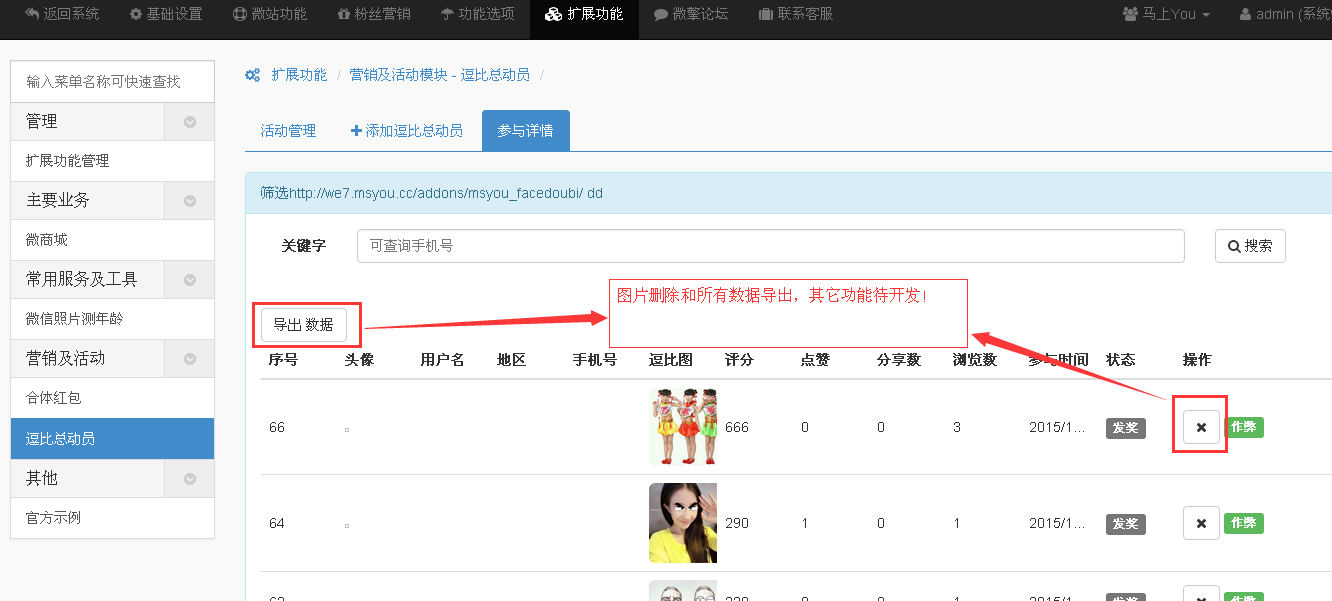 返回系统 基础设置 微站功能 粉丝营销 功能选项 扩展功能 微擎论坛 联系客服 马上You admin (系统
输入菜单名称可快速查找
管理
扩展功能管理
主要业务
微商城
常用服务及工具
微信照片测年龄
营销及活动
合体红包
逗比总动员
其他
官方示例
扩展功能 / 营销及活动模块 - 逗比总动员 /
活动管理 添加逗比总动员 参与详情
筛选http://we7.msyou.cc/addons/msyou_facedoubi/ dd
关键字 可查询手机号 搜索
图片删除和所有数据导出，其它功能待开发！
导出 数据
序号 头像 用户名 地区 手机号 逗比图 评分 点赞 分享数 浏览数 参与时间 状态 操作
66 666 0 0 3 2015/1... 发奖 作弊
64 290 1 0 1 2015/1... 发奖 作弊